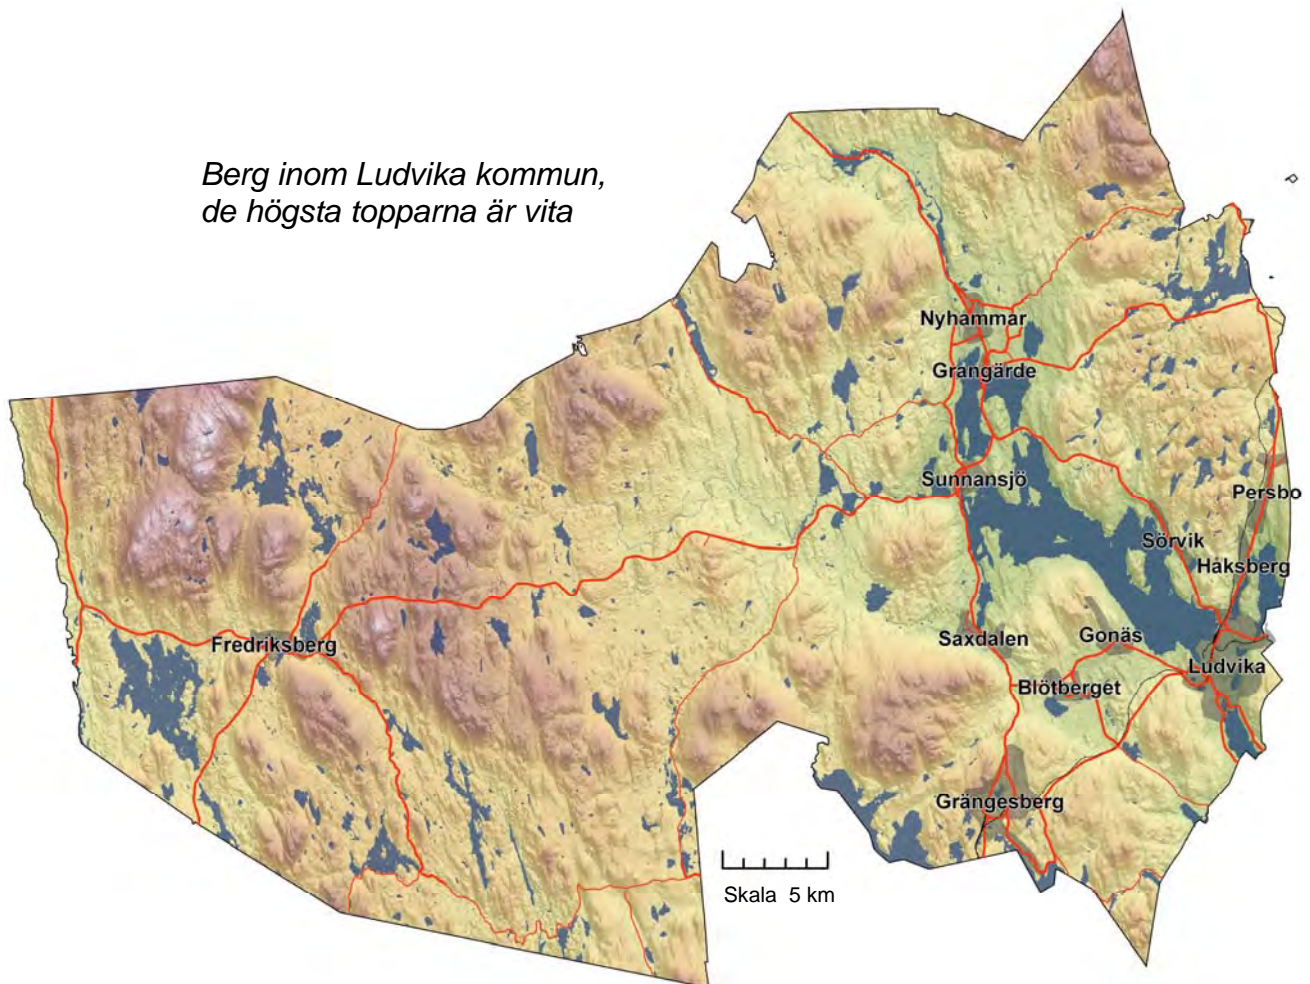 Berg inom Ludvika kommun,
de högsta topparna är vita
Nyhammar
Grangärde
Sunnansjö
Persbo
Sörvik
Håksberg
Fredriksberg
Saxdalen
Gonäs
Ludvika
Blötberget
Grängesberg
Skala 5 km